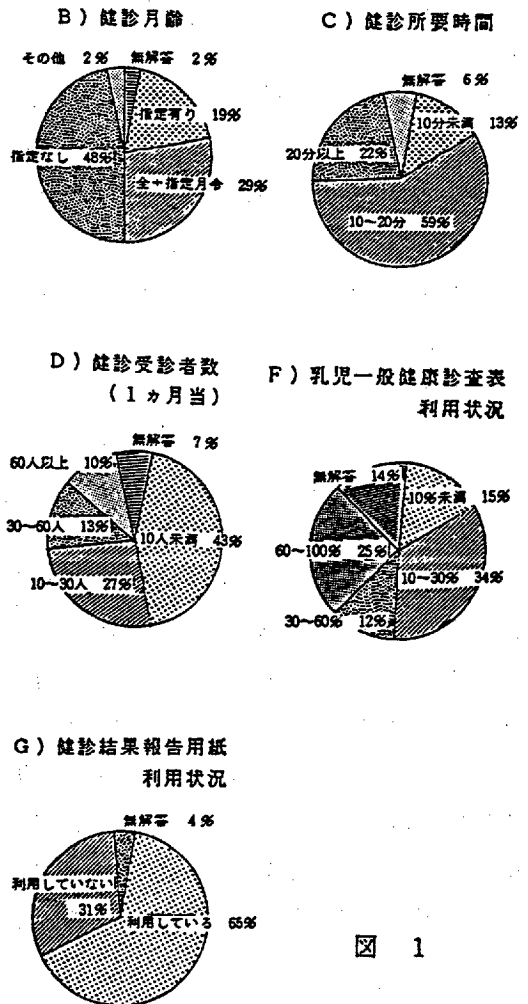 B）健診月齢
その他 2％
無解答 2％
指定有り 19％
指定なし 48％
全＋指定月令 29％
C）健診所要時間
無解答 6％
10分未満 13％
20分以上 22％
10〜20分 59％
D）健診受診者数
（1ヵ月当）
無解答 7％
60人以上 10％
30〜60人 13％
10人未満 43％
10〜30人 27％
F）乳児一般健康診査表
利用状況
無解答 14％
10％未満 15％
60〜100％ 25％
10〜30％ 34％
30〜60％ 12％
G）健診結果報告用紙
利用状況
無解答 4％
利用していない
31％
利用している 65％
図 1